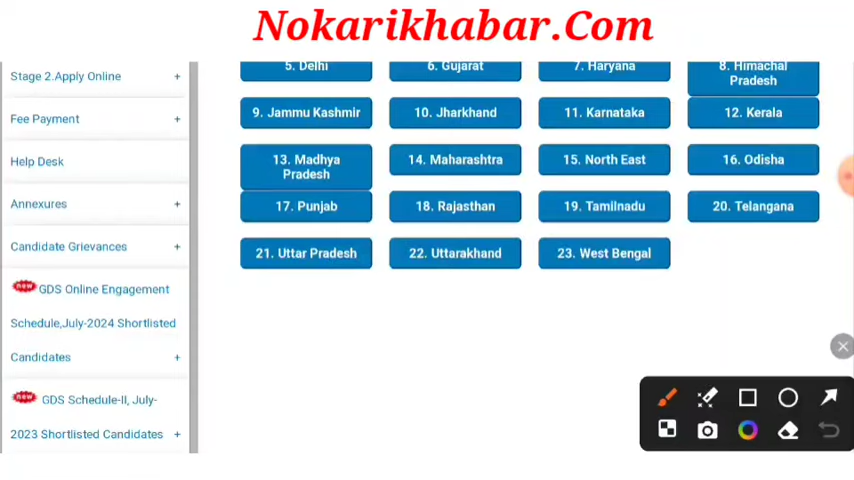 Nokarikhabar.Com
Stage 2.Apply Online +
Fee Payment +
Help Desk
Annexures +
Candidate Grievances +
GDS Online Engagement
Schedule,July-2024 Shortlisted
Candidates +
new GDS Schedule-II, July-
2023 Shortlisted Candidates +
5. Delhi 6. Gujarat 7. Haryana 8. Himachal
Pradesh
9. Jammu Kashmir 10. Jharkhand 11. Karnataka 12. Kerala
13. Madhya
Pradesh 14. Maharashtra 15. North East 16. Odisha
17. Punjab 18. Rajasthan 19. Tamilnadu 20. Telangana
21. Uttar Pradesh 22. Uttarakhand 23. West Bengal